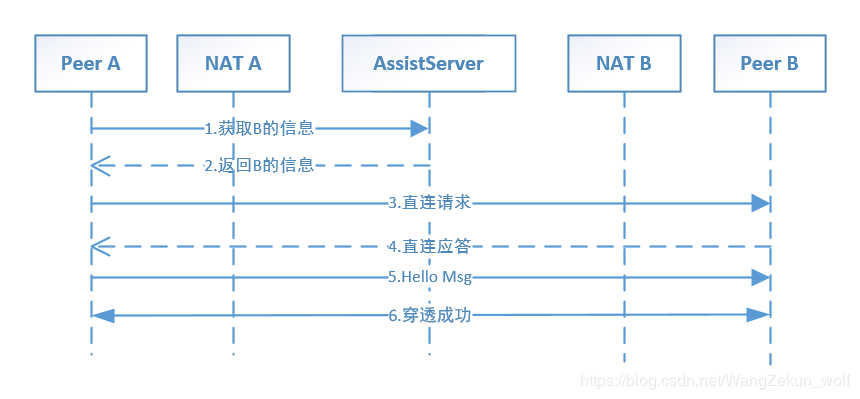 Peer A
NAT A
AssistServer
NAT B
Peer B
1.获取B的信息
2.返回B的信息
3.直连请求
4.直连应答
5.Hello Msg
6.穿透成功
https://blog.csdn.net/WangZekun_wolf